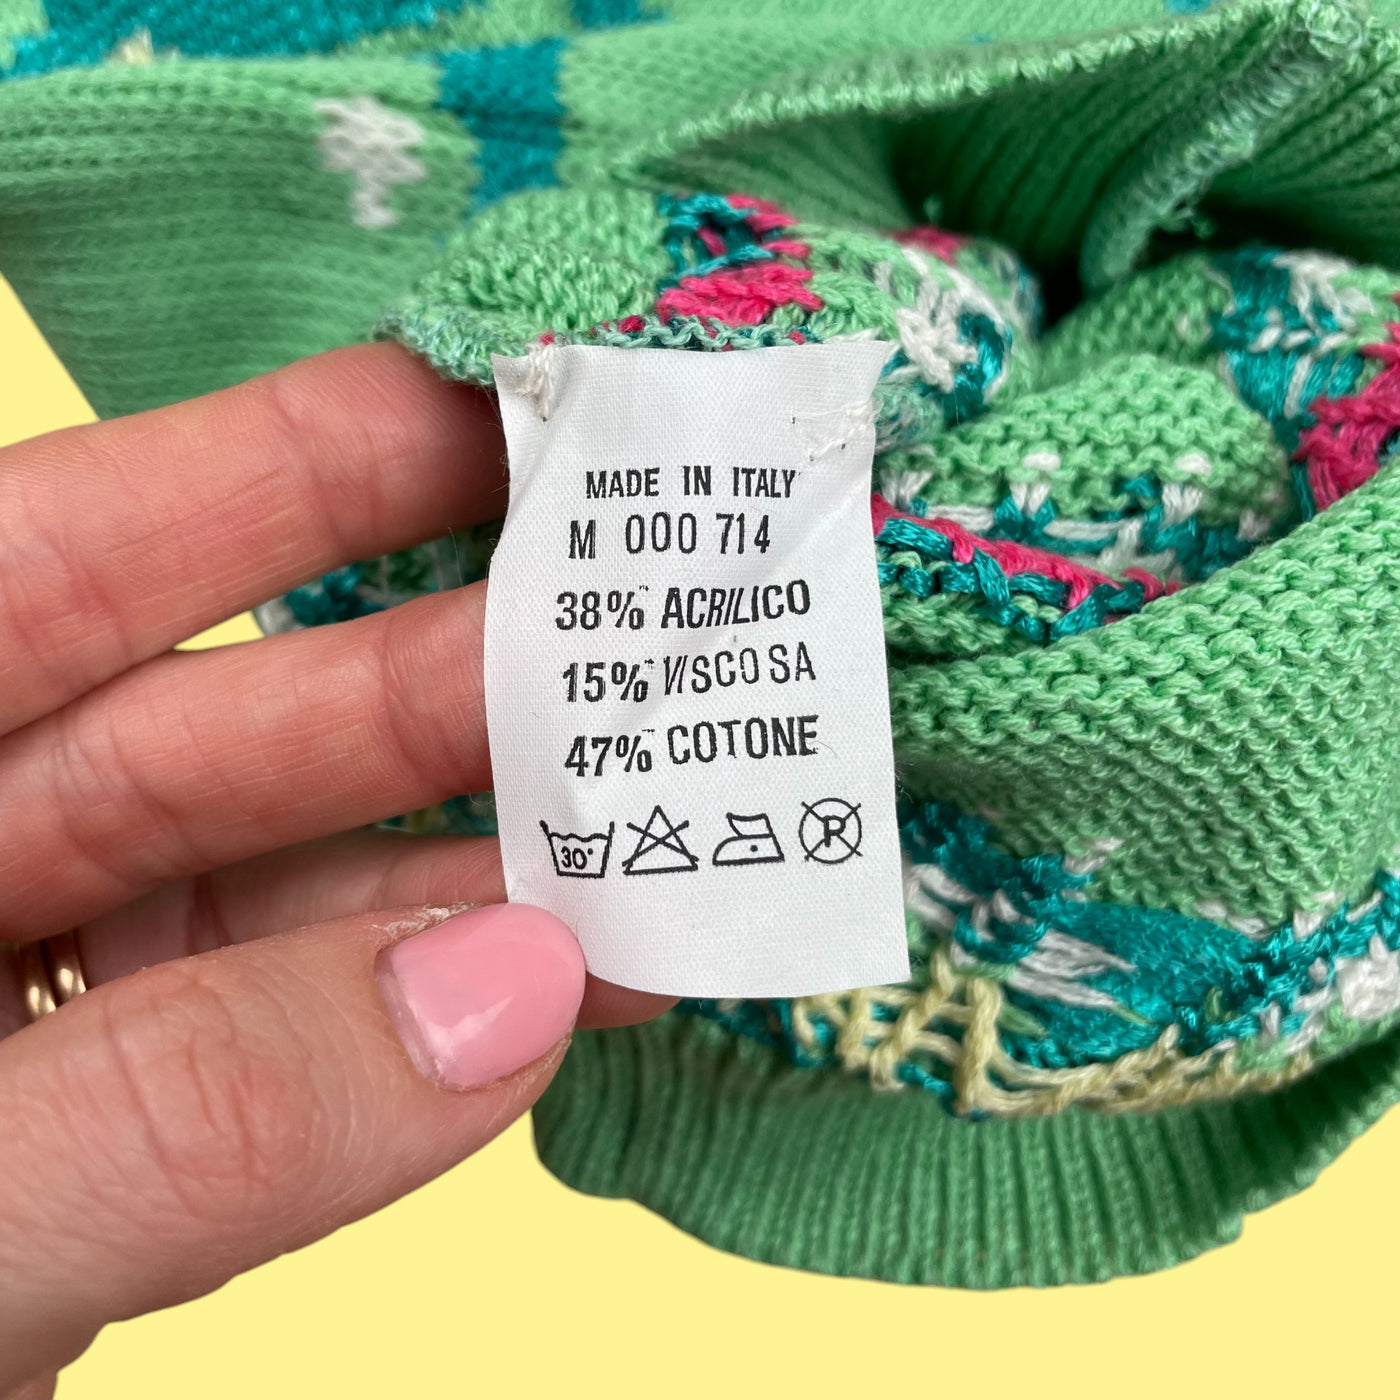 MADE IN ITALY
M 000 714
38% ACRILICO
15% VISCOSA
47% COTONE
30° P